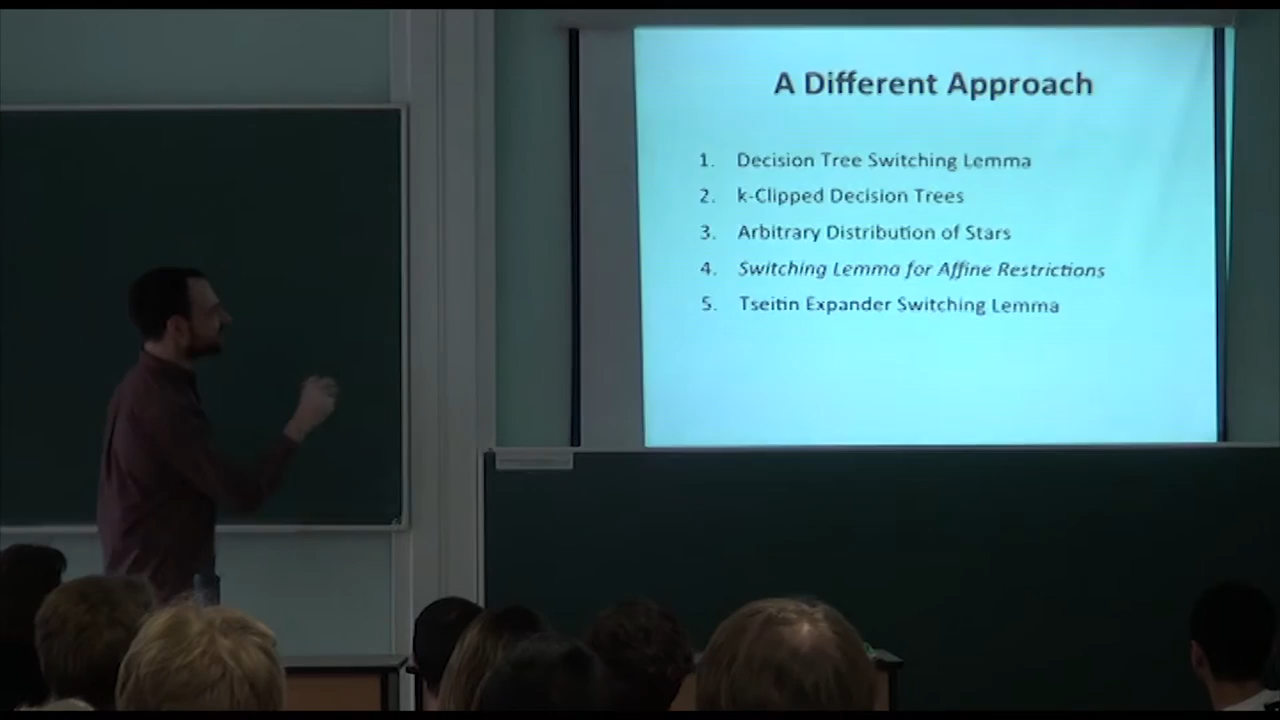 A Different Approach
1. Decision Tree Switching Lemma
2. k-Clipped Decision Trees
3. Arbitrary Distribution of Stars
4. Switching Lemma for Affine Restrictions
5. Tseitin Expander Switching Lemma